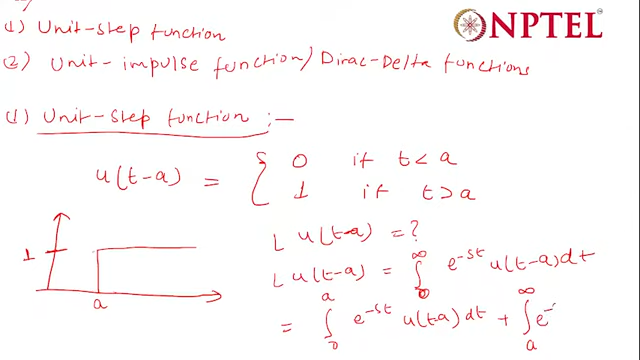 (1) Unit-step function
NPTEL
(2) Unit-impulse function/Dirac-Delta functions
(1) Unit-step function :-
u(t-a) = { 0 if t<a
1 if t>a
L u(t-a) = ?
L u(t-a) = ∫₀^∞ e^{-st} u(t-a) dt
= ∫₀^a e^{-st} u(t-a) dt + ∫ₐ^∞ e^-
1
a